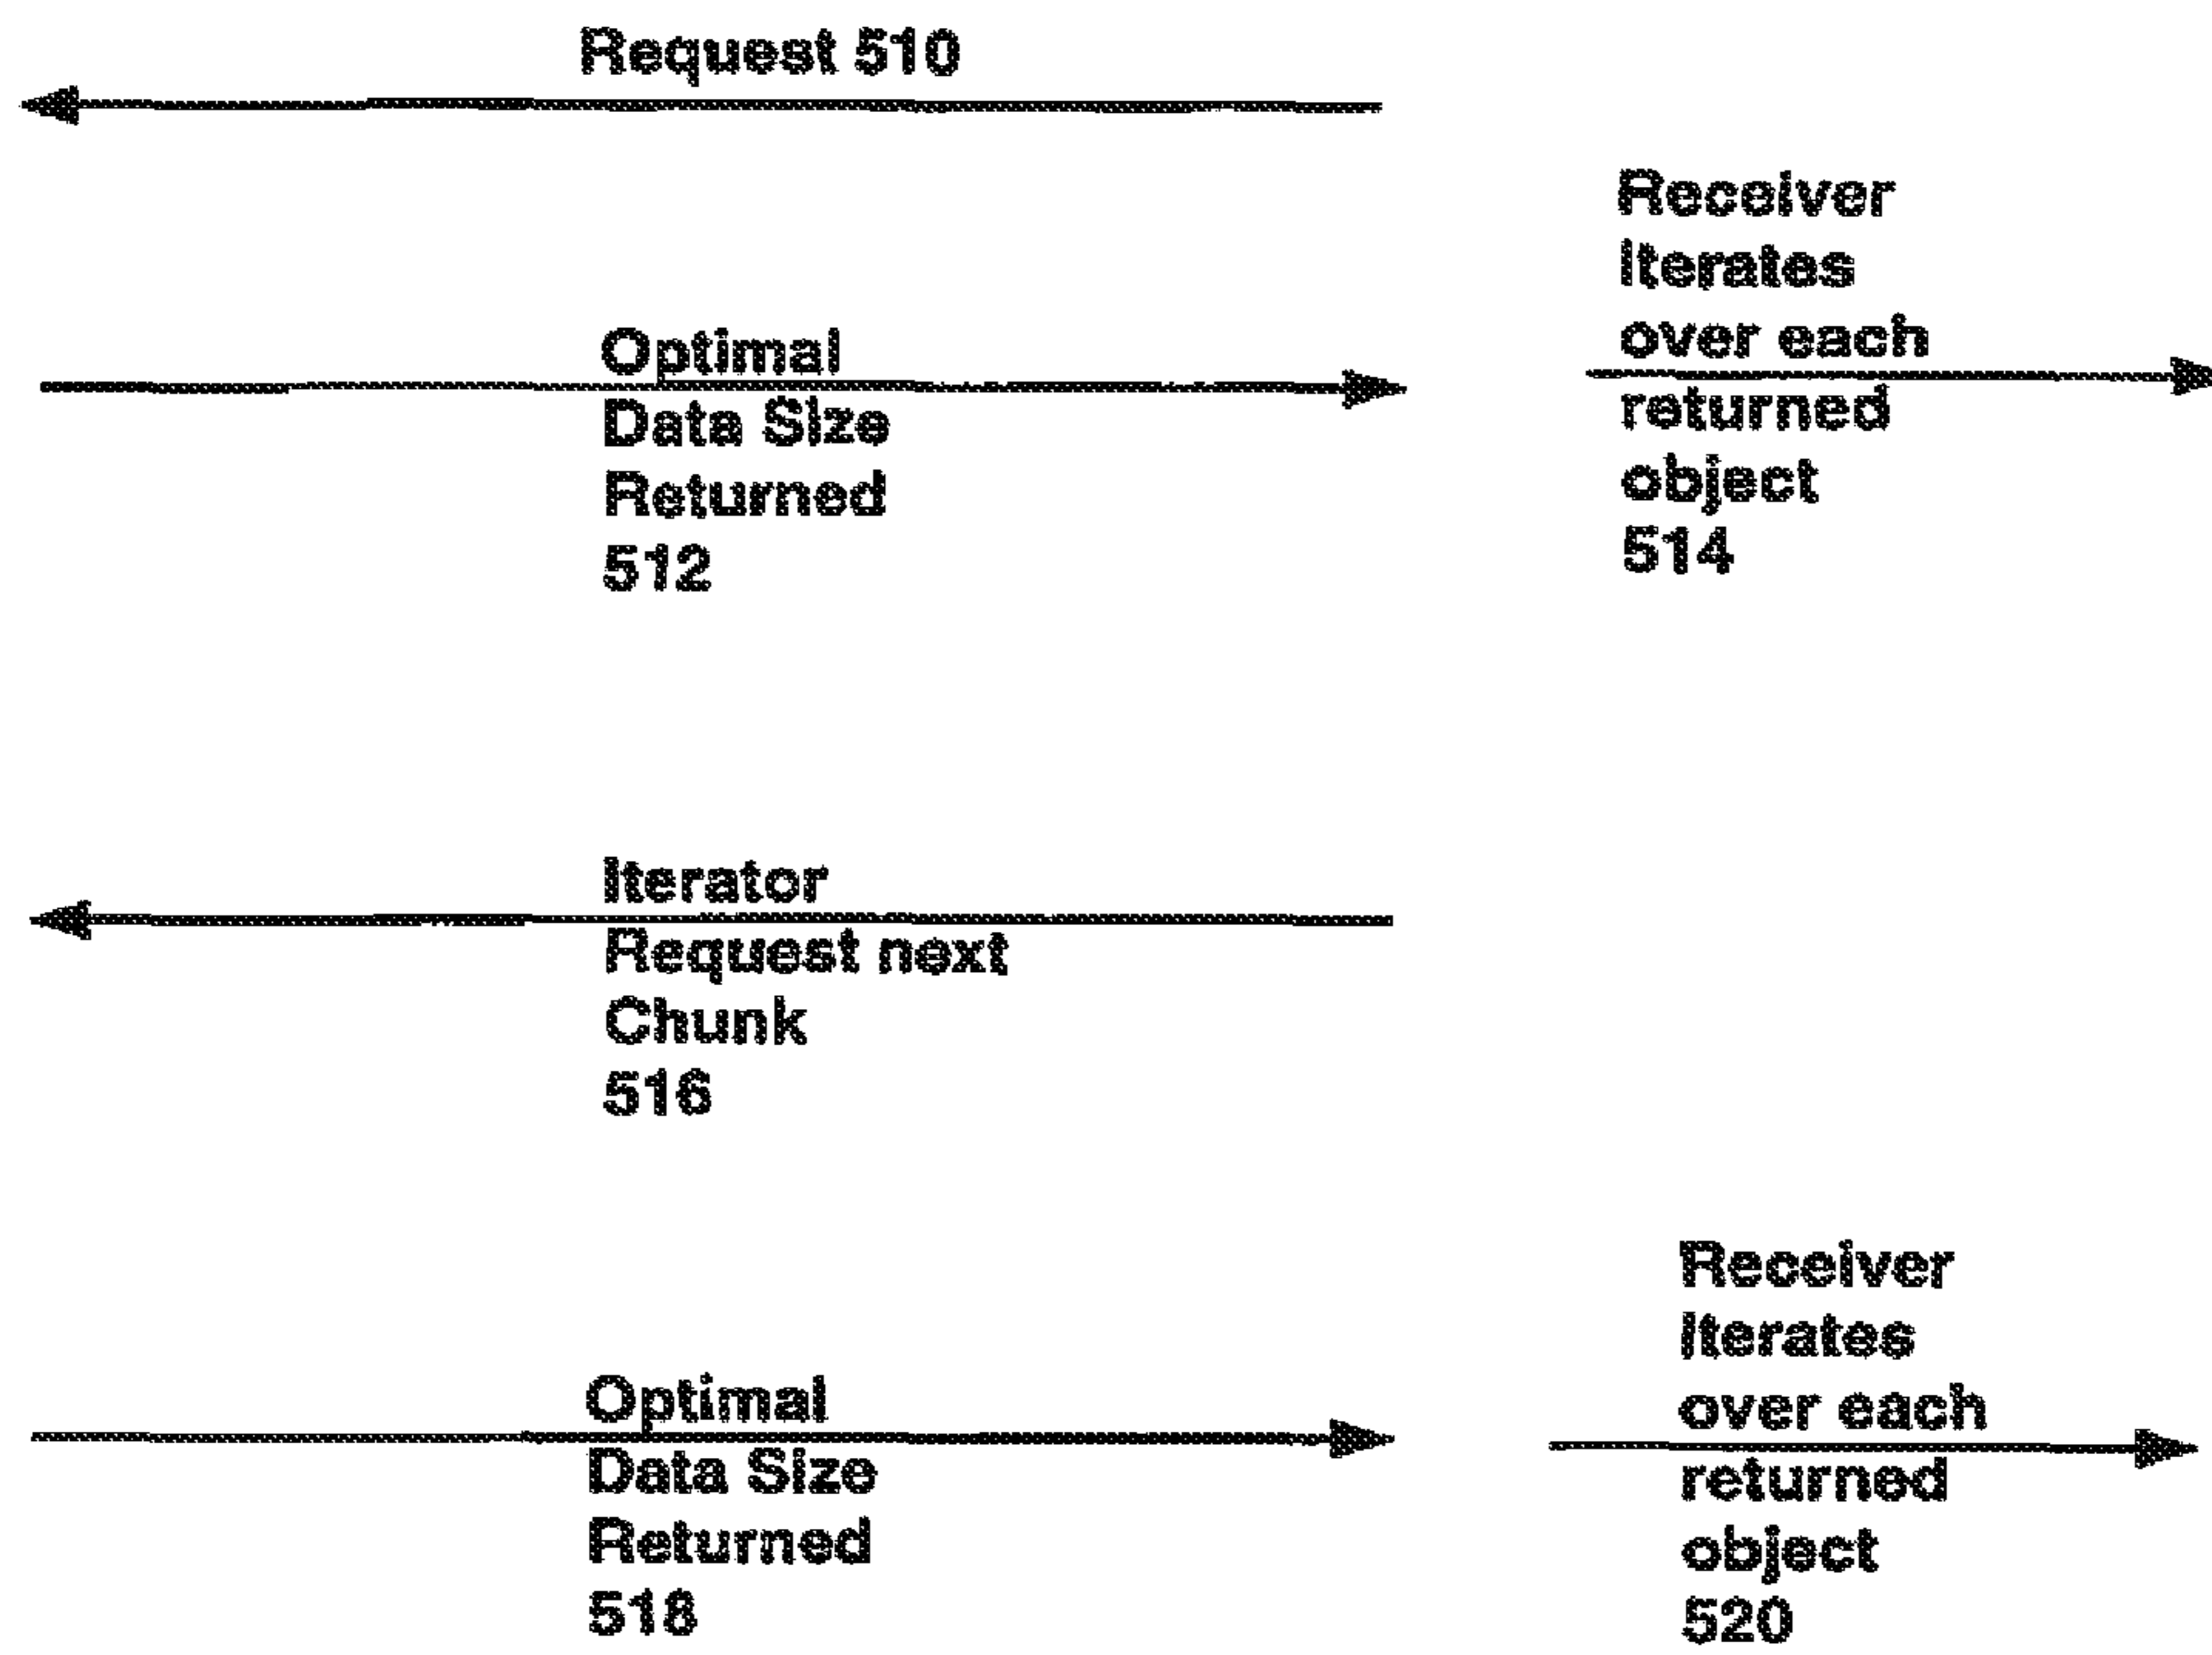 Request 510
Optimal
Data Size
Returned
512
Receiver
iterates
over each
returned
object
514
Iterator
Request next
Chunk
516
Optimal
Data Size
Returned
518
Receiver
iterates
over each
returned
object
520